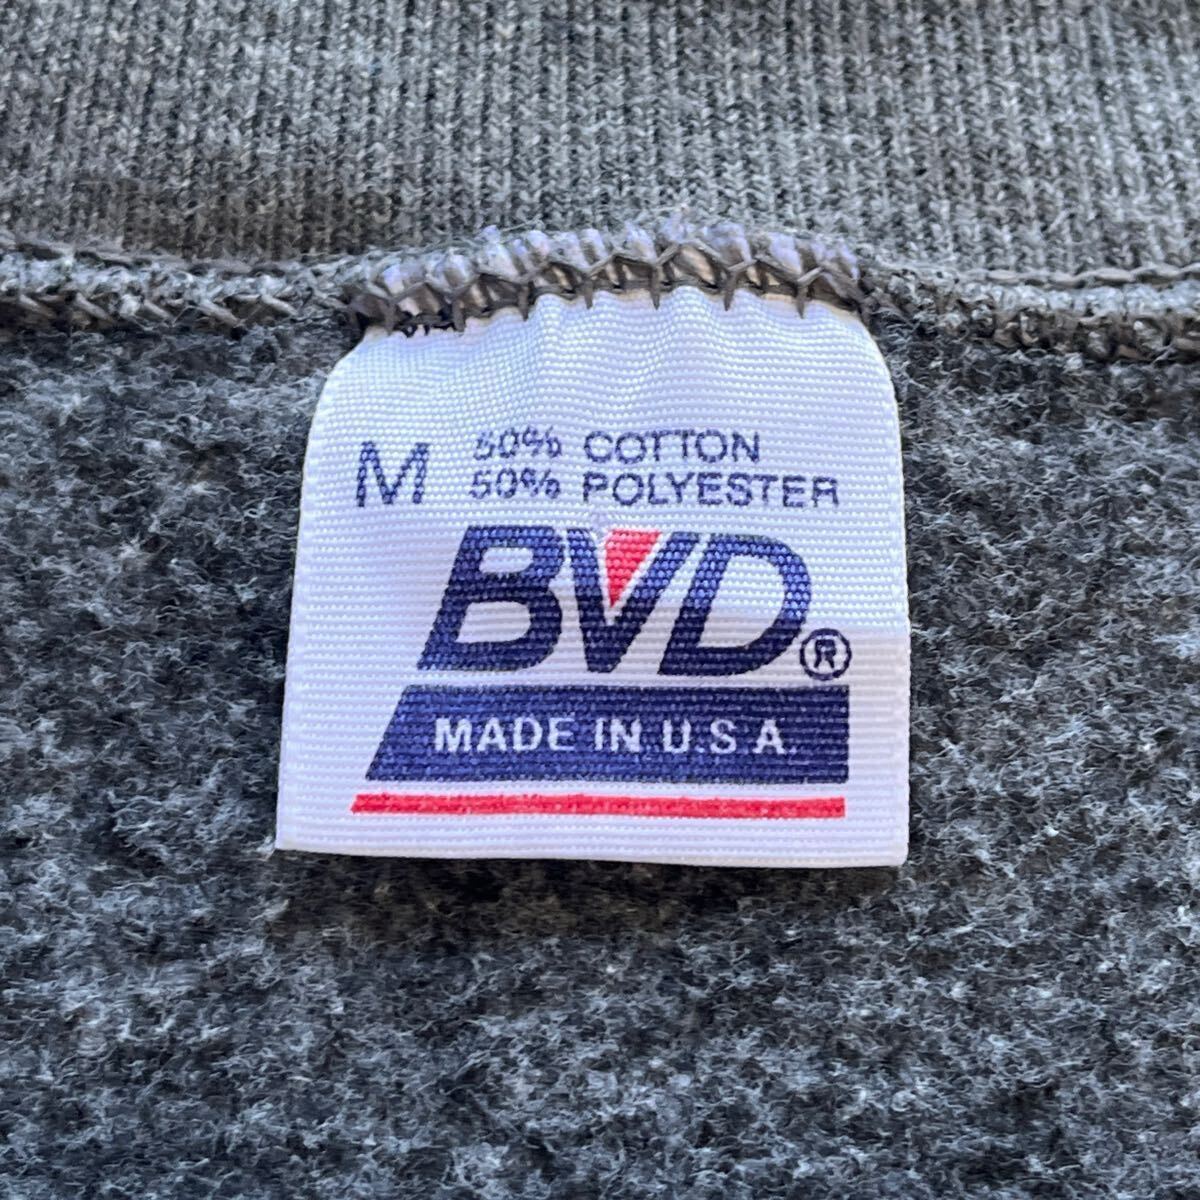 M
50% COTTON
50% POLYESTER
BVD®
MADE IN U.S.A.